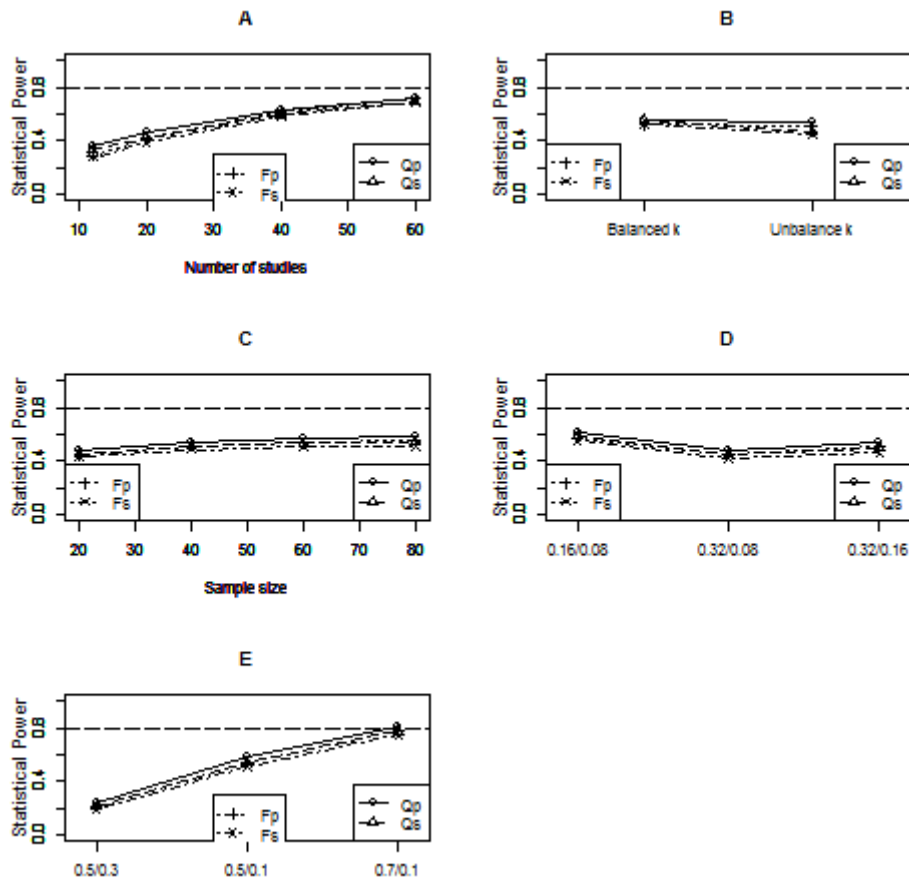 A
Statistical Power
0.0 0.4 0.8
Fp
Fs
Qp
Qs
10 20 30 40 50 60
Number of studies
B
Statistical Power
0.0 0.4 0.8
Fp
Fs
Qp
Qs
Balanced k Unbalance k
C
Statistical Power
0.0 0.4 0.8
Fp
Fs
Qp
Qs
20 30 40 50 60 70 80
Sample size
D
Statistical Power
0.0 0.4 0.8
Fp
Fs
Qp
Qs
0.16/0.08 0.32/0.08 0.32/0.16
E
Statistical Power
0.0 0.4 0.8
Fp
Fs
Qp
Qs
0.5/0.3 0.5/0.1 0.7/0.1